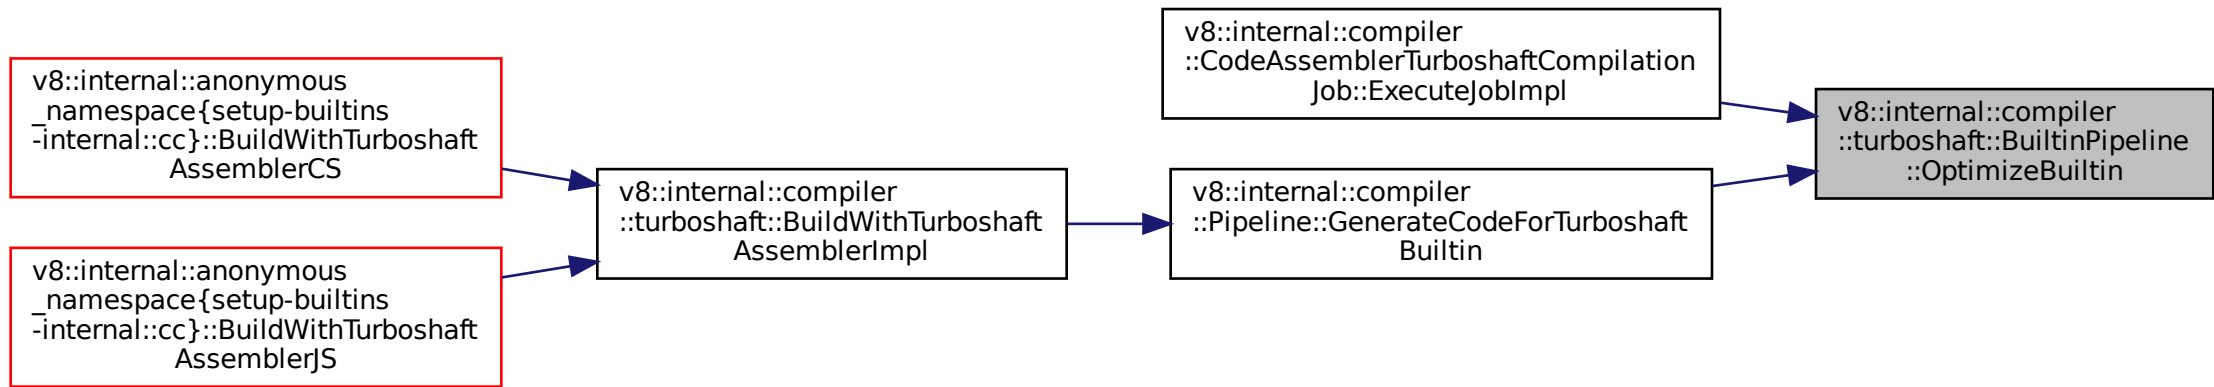 v8::internal::anonymous
_namespace{setup-builtins
-internal::cc}::BuildWithTurboshaft
AssemblerCS
v8::internal::anonymous
_namespace{setup-builtins
-internal::cc}::BuildWithTurboshaft
AssemblerJS
v8::internal::compiler
::turboshaft::BuildWithTurboshaft
AssemblerImpl
v8::internal::compiler
::CodeAssemblerTurboshaftCompilation
Job::ExecuteJobImpl
v8::internal::compiler
::Pipeline::GenerateCodeForTurboshaft
Builtin
v8::internal::compiler
::turboshaft::BuiltinPipeline
::OptimizeBuiltin